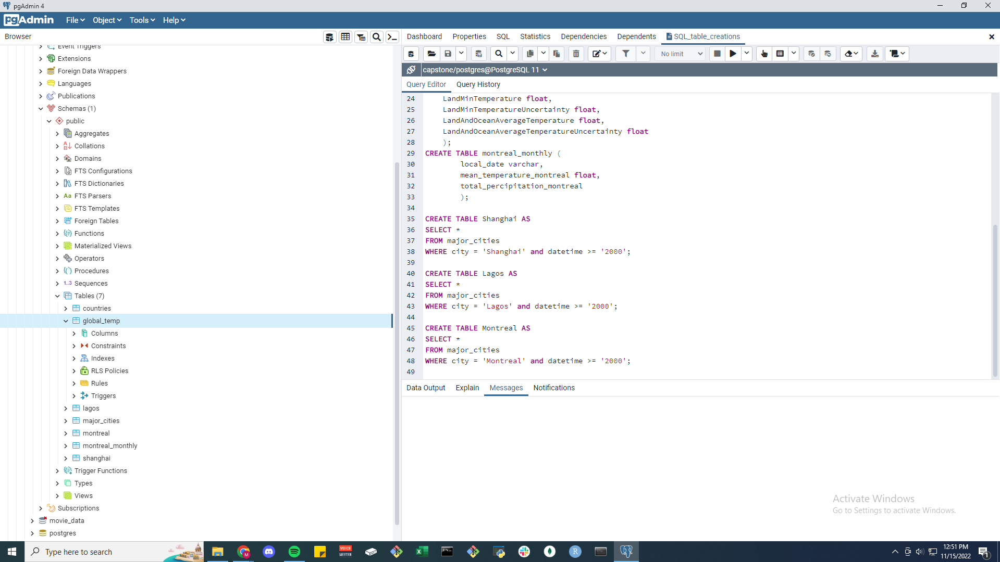 pgAdmin 4
pgAdmin File Object Tools Help
Browser
Dashboard Properties SQL Statistics Dependencies Dependents SQL_table_creations
No limit
capstone/postgres@PostgreSQL 11
Query Editor Query History
Event Triggers
Extensions
Foreign Data Wrappers
Languages
Publications
Schemas (1)
public
Aggregates
Collations
Domains
FTS Configurations
FTS Dictionaries
Aa FTS Parsers
FTS Templates
Foreign Tables
Functions
Materialized Views
Operators
Procedures
1..3 Sequences
Tables (7)
countries
global_temp
Columns
Constraints
Indexes
RLS Policies
Rules
Triggers
lagos
major_cities
montreal
montreal_monthly
shanghai
Trigger Functions
Types
Views
Subscriptions
movie_data
postgres
24 LandMinTemperature float,
25 LandMinTemperatureUncertainty float,
26 LandAndOceanAverageTemperature float,
27 LandAndOceanAverageTemperatureUncertainty float
28 );
29 CREATE TABLE montreal_monthly (
30 local_date varchar,
31 mean_temperature_montreal float,
32 total_percipitation_montreal
33 );
34
35 CREATE TABLE Shanghai AS
36 SELECT *
37 FROM major_cities
38 WHERE city = 'Shanghai' and datetime >= '2000';
39
40 CREATE TABLE Lagos AS
41 SELECT *
42 FROM major_cities
43 WHERE city = 'Lagos' and datetime >= '2000';
44
45 CREATE TABLE Montreal AS
46 SELECT *
47 FROM major_cities
48 WHERE city = 'Montreal' and datetime >= '2000';
49
Data Output Explain Messages Notifications
Activate Windows
Go to Settings to activate Windows.
Type here to search
M
VOICE
MEETER
R
12:51 PM
11/15/2022
1